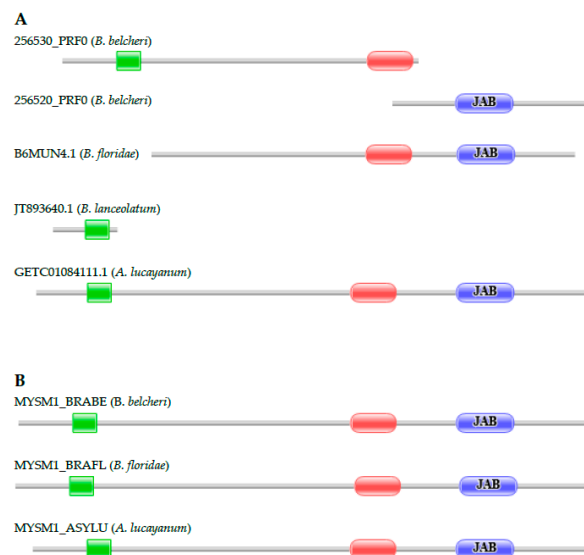 A
256530_PRF0 (B. belcheri)
256520_PRF0 (B. belcheri)
JAB
B6MUN4.1 (B. floridae)
JAB
JT893640.1 (B. lanceolatum)
GETC01084111.1 (A. lucayanum)
JAB
B
MYSM1_BRABE (B. belcheri)
JAB
MYSM1_BRAFL (B. floridae)
JAB
MYSM1_ASYLU (A. lucayanum)
JAB